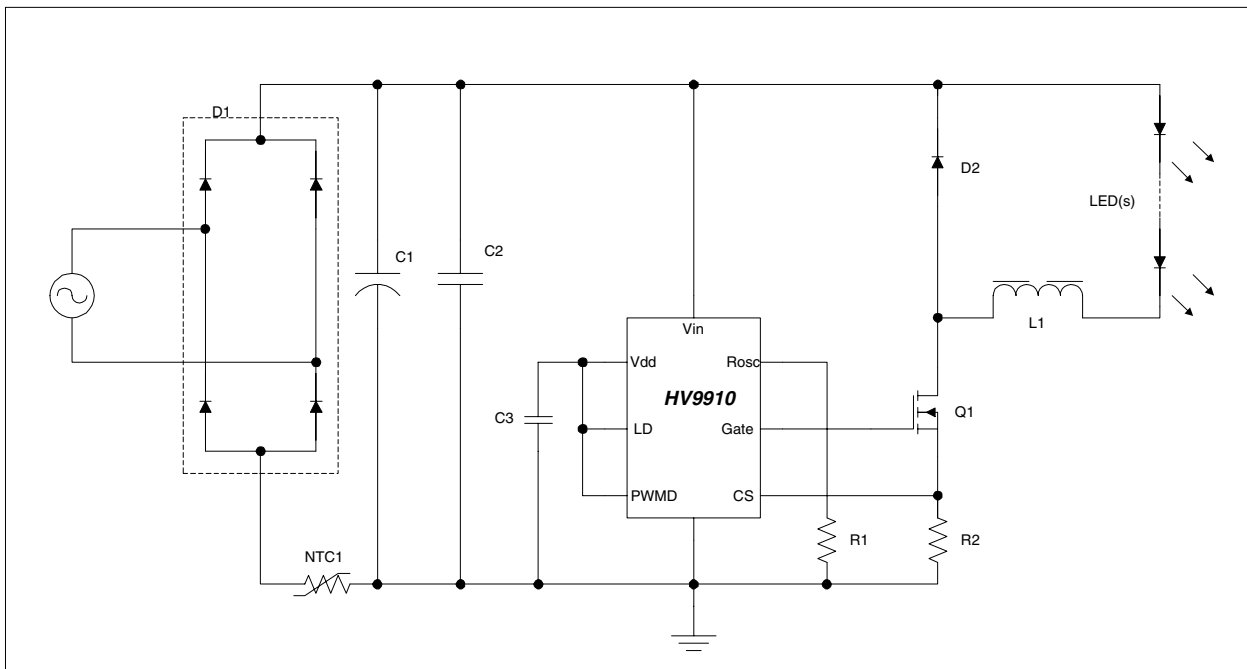 D1
C1
C2
D2
LED(s)
L1
Vin
Vdd
Rosc
HV9910
C3
LD
Gate
Q1
PWMD
CS
NTC1
R1
R2